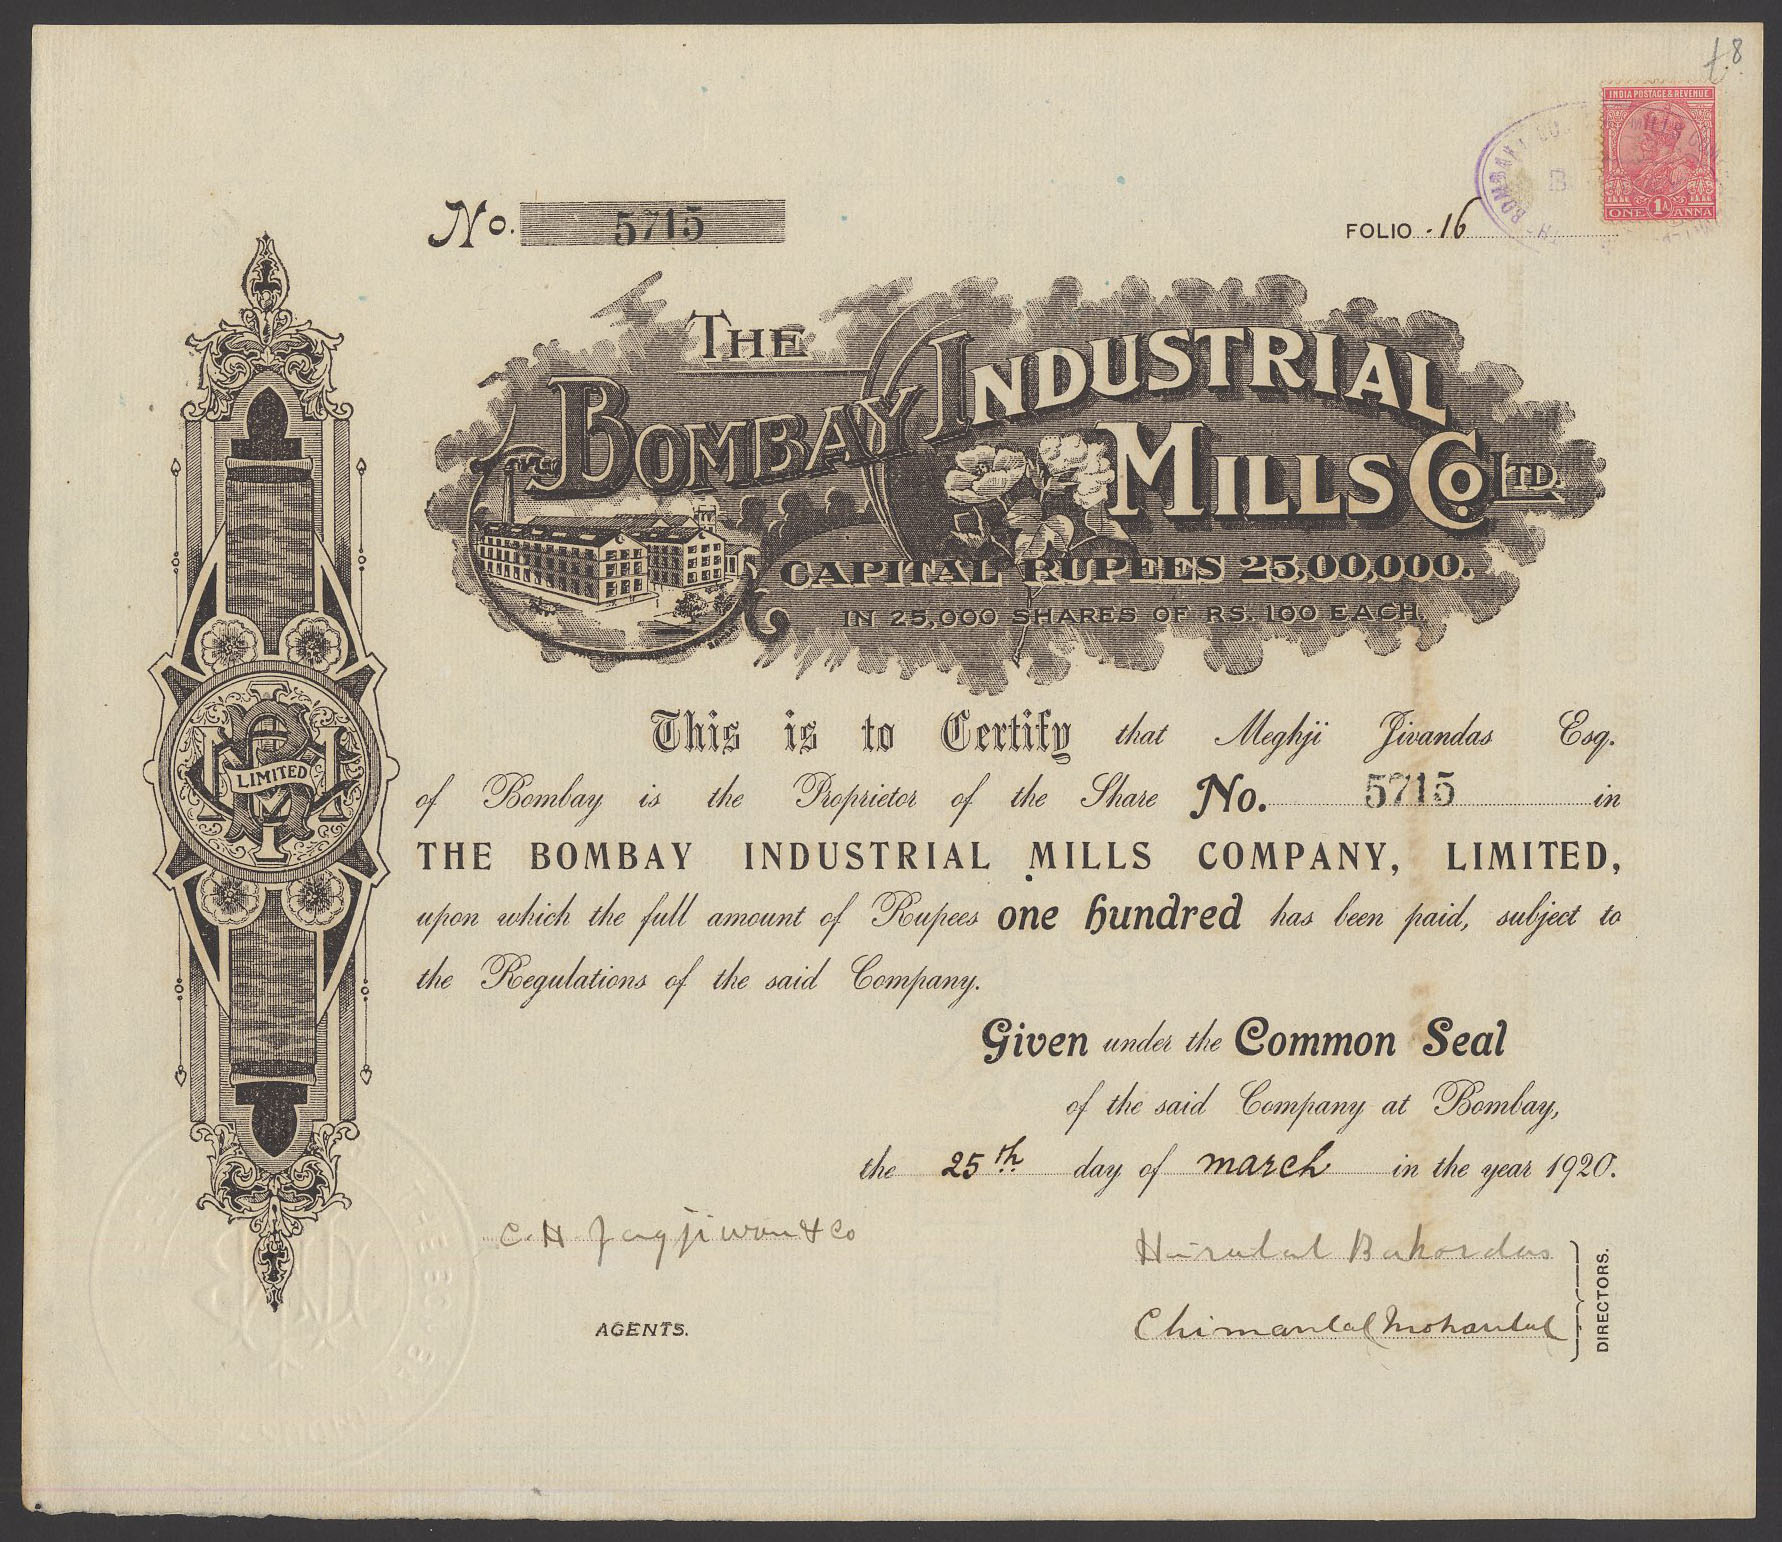 t.8
INDIA POSTAGE & REVENUE
ONE 1A ANNA
No. 5715
FOLIO 16
THE
BOMBAY INDUSTRIAL
MILLS CO. LTD.
CAPITAL RUPEES 25,00,000.
IN 25,000 SHARES OF RS. 100 EACH.
LIMITED
This is to Certify that Meghji Jivandas Esq.
of Bombay is the Proprietor of the Share No. 5715 in
THE BOMBAY INDUSTRIAL MILLS COMPANY, LIMITED,
upon which the full amount of Rupees one hundred has been paid, subject to
the Regulations of the said Company.
Given under the Common Seal
of the said Company at Bombay,
the 25th day of march in the year 1920.
C. H. Jagjiwan & Co
AGENTS.
Hiralal Bakordas
Chimanlal Mohanlal
DIRECTORS.